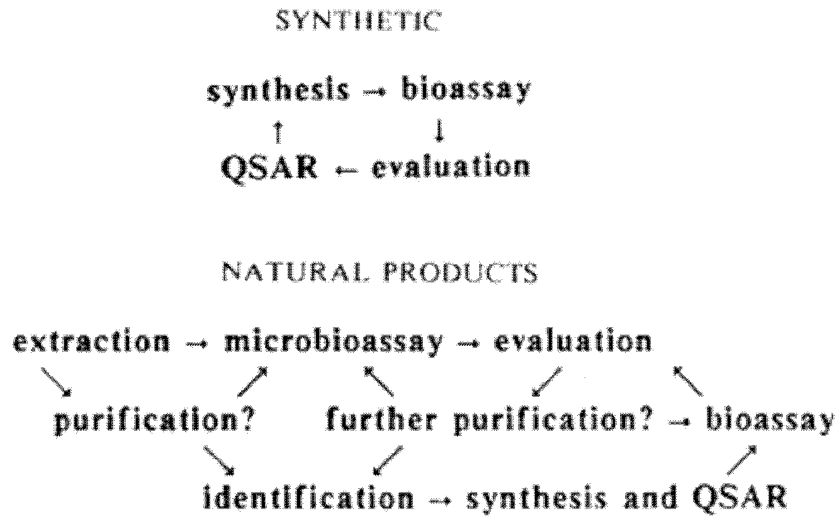 SYNTHETIC
synthesis → bioassay
↑ ↓
QSAR ← evaluation
NATURAL PRODUCTS
extraction → microbioassay → evaluation
↘ ↗ ↖ ↙ ↖
purification? further purification? → bioassay
↘ ↙ ↗
identification → synthesis and QSAR